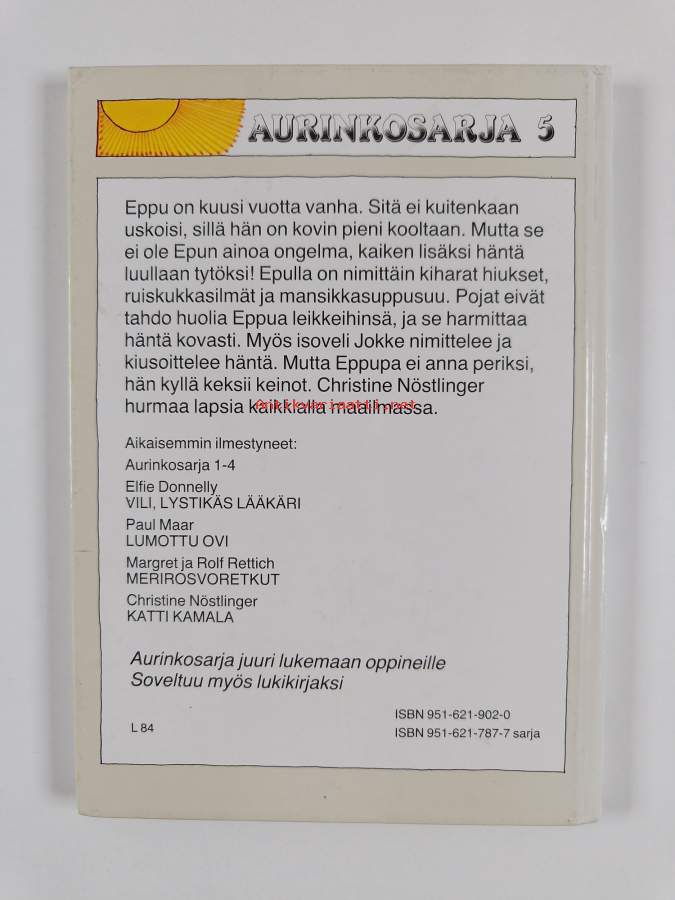 AURINKOSARJA 5
Eppu on kuusi vuotta vanha. Sitä ei kuitenkaan
uskoisi, sillä hän on kovin pieni kooltaan. Mutta se
ei ole Epun ainoa ongelma, kaiken lisäksi häntä
luullaan tytöksi! Epulla on nimittäin kiharat hiukset,
ruiskukkasilmät ja mansikkasuppusuu. Pojat eivät
tahdo huolia Eppua leikkeihinsä, ja se harmittaa
häntä kovasti. Myös isoveli Jokke nimittelee ja
kiusoittelee häntä. Mutta Eppupa ei anna periksi,
hän kyllä keksii keinot. Christine Nöstlinger
hurmaa lapsia kaikkialla maailmassa.
Antikvariaatti.net
Aikaisemmin ilmestyneet:
Aurinkosarja 1-4
Elfie Donnelly
VILI, LYSTIKÄS LÄÄKÄRI
Paul Maar
LUMOTTU OVI
Margret ja Rolf Rettich
MERIROSVORETKUT
Christine Nöstlinger
KATTI KAMALA
Aurinkosarja juuri lukemaan oppineille
Soveltuu myös lukikirjaksi
L 84
ISBN 951-621-902-0
ISBN 951-621-787-7 sarja